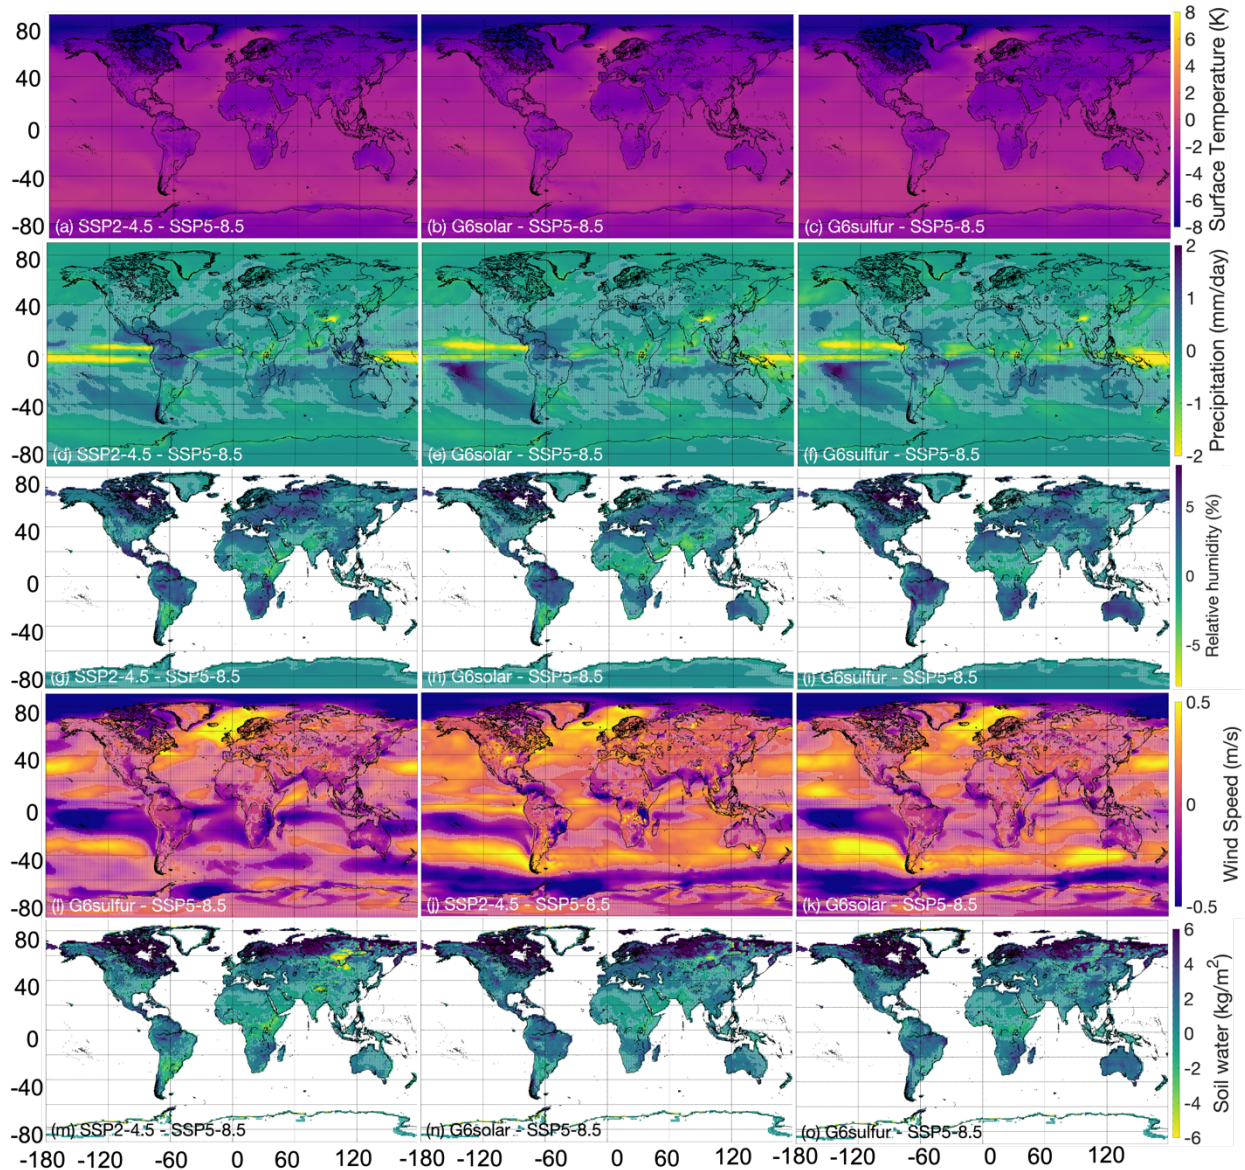 80
40
0
-40
-80
(a) SSP2-4.5 - SSP5-8.5
(b) G6solar - SSP5-8.5
(c) G6sulfur - SSP5-8.5
8
6
4
2
0
-2
-4
-6
-8
Surface Temperature (K)
80
40
0
-40
-80
(d) SSP2-4.5 - SSP5-8.5
(e) G6solar - SSP5-8.5
(f) G6sulfur - SSP5-8.5
2
1
0
-1
-2
Precipitation (mm/day)
80
40
0
-40
-80
(g) SSP2-4.5 - SSP5-8.5
(h) G6solar - SSP5-8.5
(i) G6sulfur - SSP5-8.5
5
0
-5
Relative humidity (%)
80
40
0
-40
-80
G6sulfur - SSP5-8.5
(j) SSP2-4.5 - SSP5-8.5
(k) G6solar - SSP5-8.5
0.5
0
-0.5
Wind Speed (m/s)
80
40
0
-40
-80
(m) SSP2-4.5 - SSP5-8.5
(n) G6solar - SSP5-8.5
(o) G6sulfur - SSP5-8.5
6
4
2
0
-2
-4
-6
Soil water (kg/m²)
-180 -120 -60 0 60 120 -180 -120 -60 0 60 120 -180 -120 -60 0 60 120